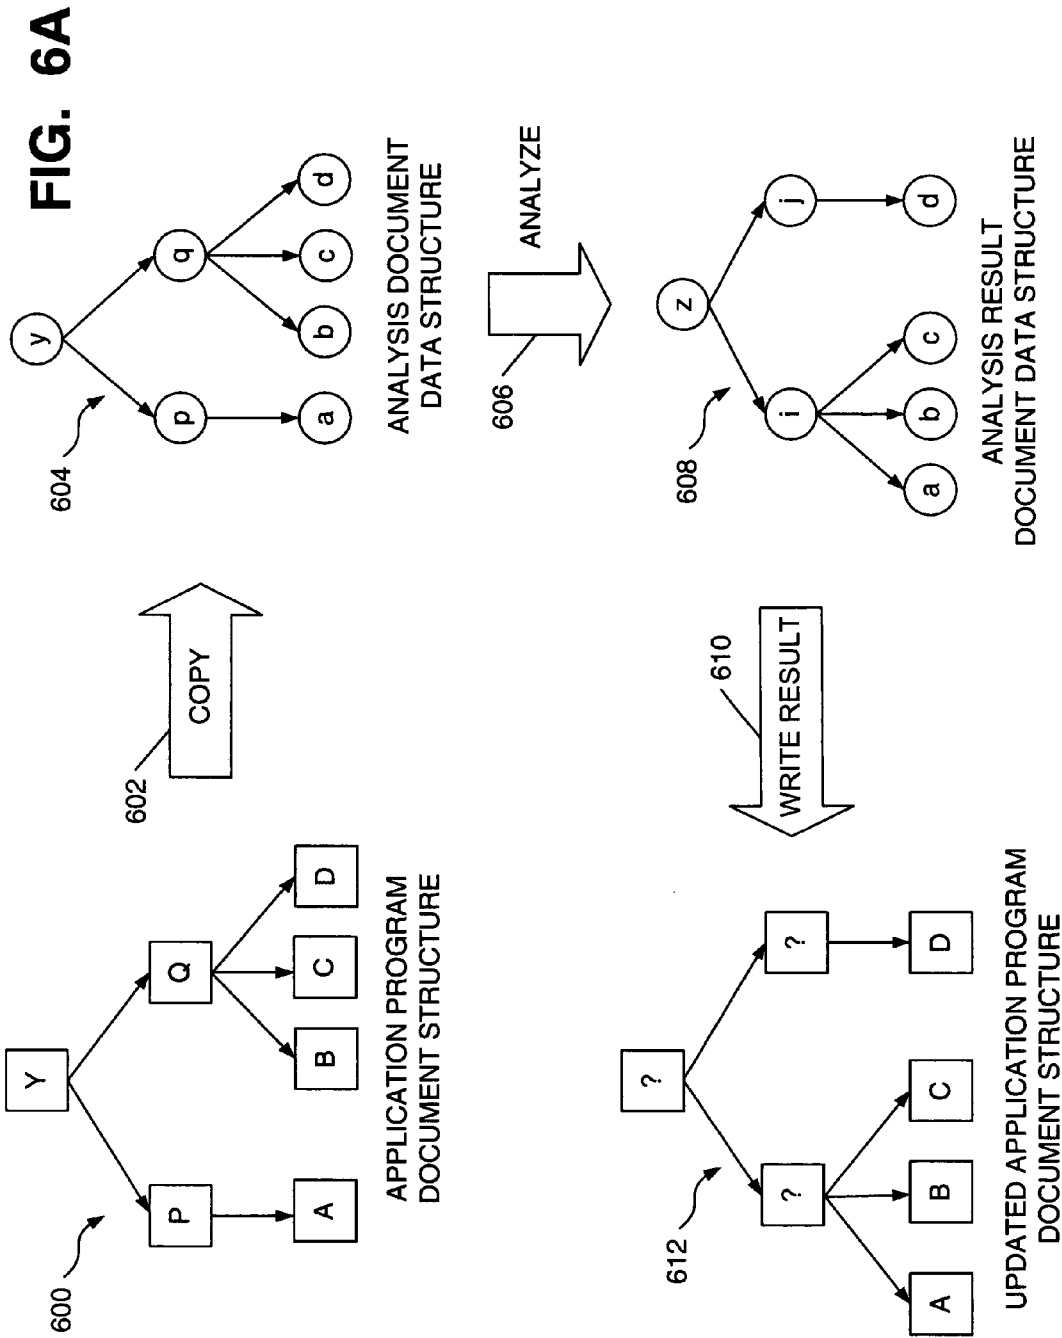 FIG. 6A
600
Y
P
Q
A
B
C
D
APPLICATION PROGRAM
DOCUMENT STRUCTURE
602
COPY
604
y
p
q
a
b
c
d
ANALYSIS DOCUMENT
DATA STRUCTURE
606
ANALYZE
608
z
i
j
a
b
c
d
ANALYSIS RESULT
DOCUMENT DATA STRUCTURE
610
WRITE RESULT
612
?
?
?
A
B
C
D
UPDATED APPLICATION PROGRAM
DOCUMENT STRUCTURE